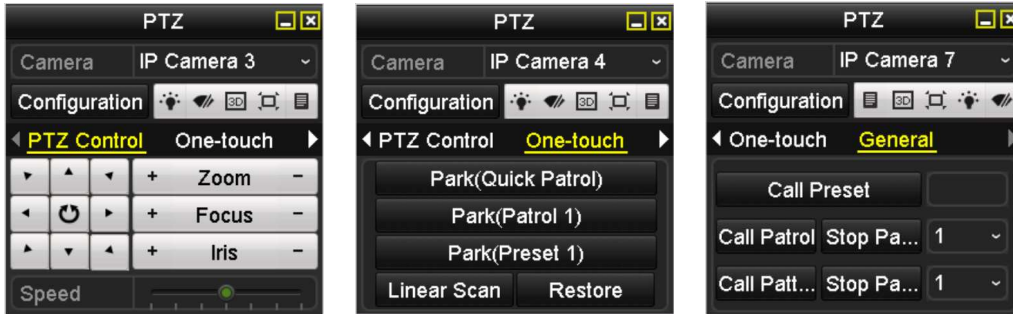 PTZ
Camera IP Camera 3
Configuration 3D
PTZ Control One-touch
+ Zoom -
+ Focus -
+ Iris -
Speed
PTZ
Camera IP Camera 4
Configuration 3D
PTZ Control One-touch
Park(Quick Patrol)
Park(Patrol 1)
Park(Preset 1)
Linear Scan Restore
PTZ
Camera IP Camera 7
Configuration 3D
One-touch General
Call Preset
Call Patrol Stop Pa... 1
Call Patt... Stop Pa... 1